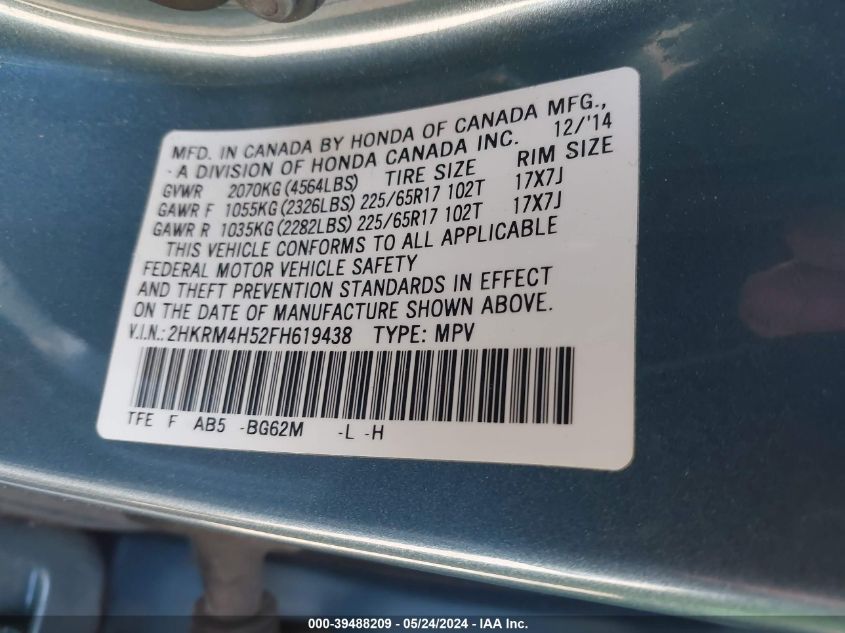 MFD. IN CANADA BY HONDA OF CANADA MFG.,
- A DIVISION OF HONDA CANADA INC. 12/'14
GVWR 2070KG (4564LBS) TIRE SIZE RIM SIZE
GAWR F 1055KG (2326LBS) 225/65R17 102T 17X7J
GAWR R 1035KG (2282LBS) 225/65R17 102T 17X7J
THIS VEHICLE CONFORMS TO ALL APPLICABLE
FEDERAL MOTOR VEHICLE SAFETY
AND THEFT PREVENTION STANDARDS IN EFFECT
ON THE DATE OF MANUFACTURE SHOWN ABOVE.
V.I.N.: 2HKRM4H52FH619438 TYPE: MPV
TFE F AB5 -BG62M -L -H
000-39488209 - 05/24/2024 - IAA Inc.